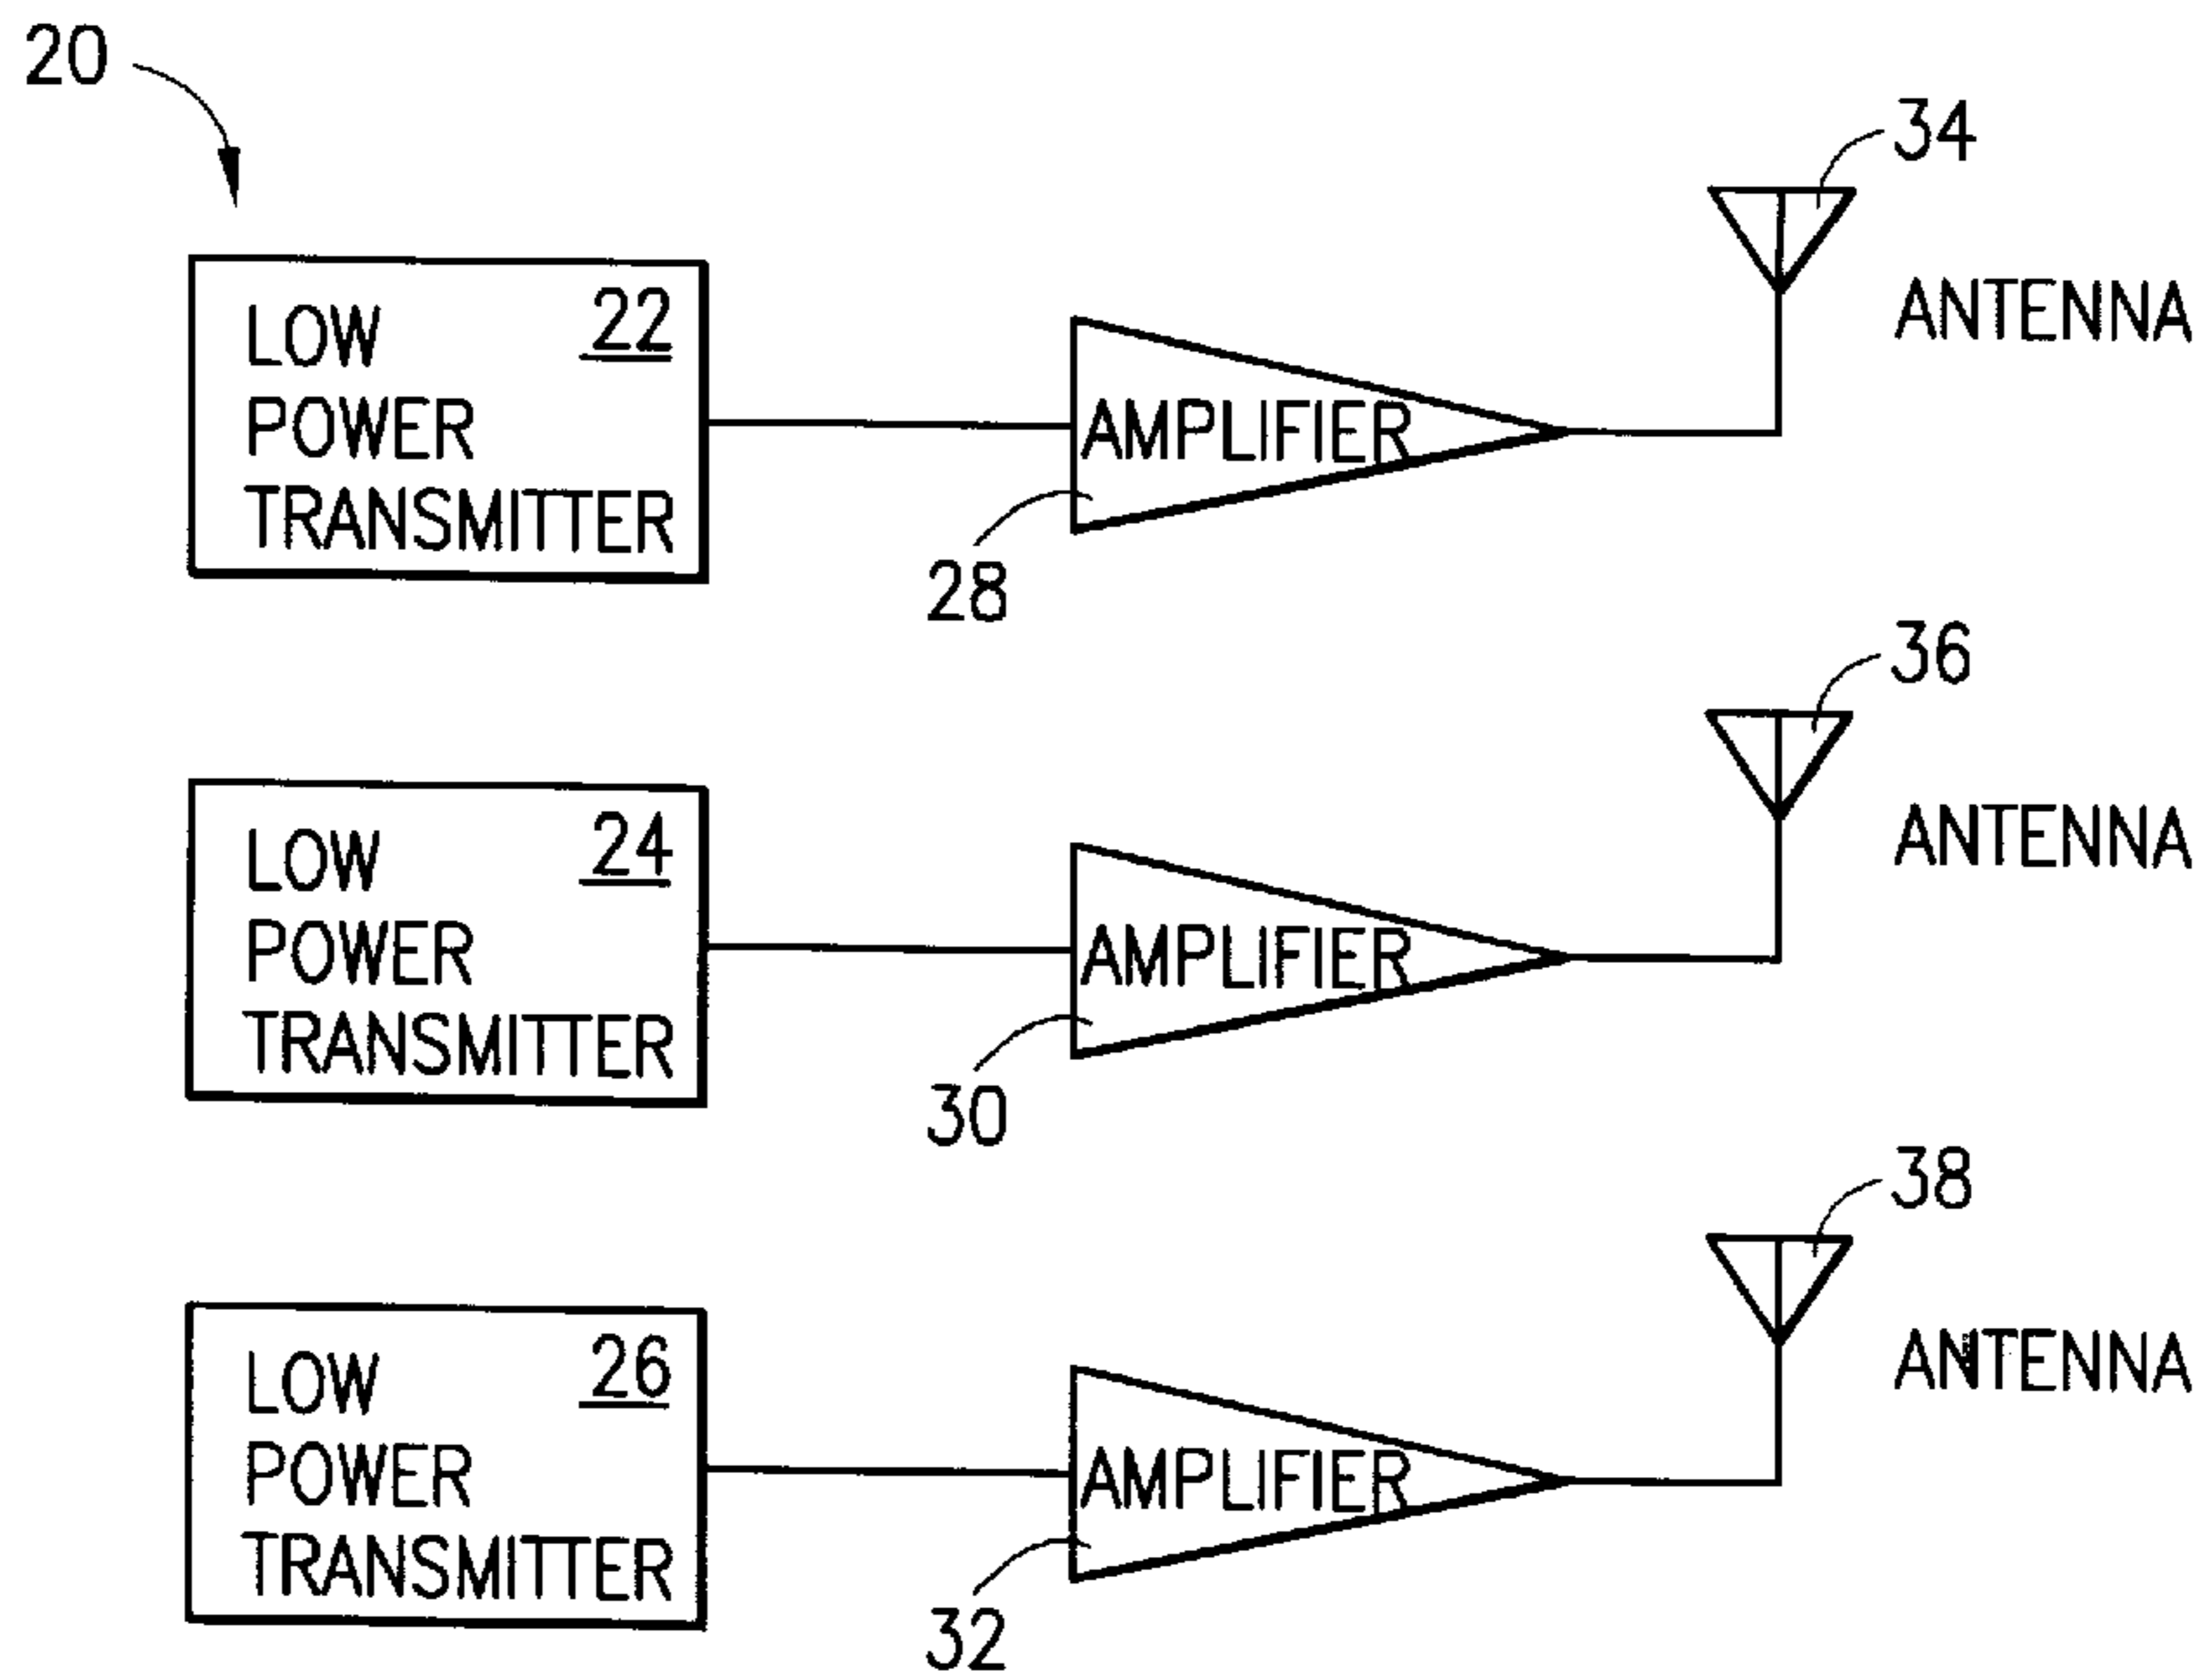 20
34
LOW 22
POWER
TRANSMITTER
AMPLIFIER
ANTENNA
28
36
LOW 24
POWER
TRANSMITTER
AMPLIFIER
ANTENNA
30
38
LOW 26
POWER
TRANSMITTER
AMPLIFIER
ANTENNA
32